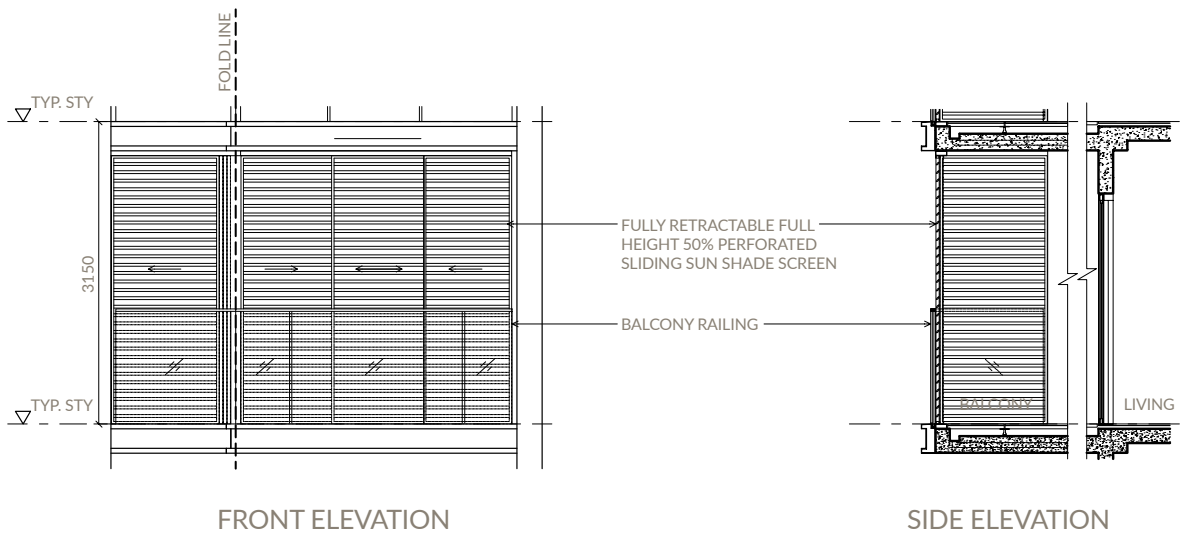 FOLD LINE
TYP. STY
FULLY RETRACTABLE FULL
HEIGHT 50% PERFORATED
SLIDING SUN SHADE SCREEN
3150
BALCONY RAILING
TYP. STY
BALCONY
LIVING
FRONT ELEVATION
SIDE ELEVATION